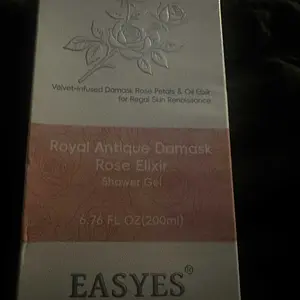 Velvet-Infused Damask Rose Petals & Oil Elixir
for Regal Skin Renaissance
Royal Antique Damask
Rose Elixir
Shower Gel
6.76 FL OZ(200ml)
EASYES®